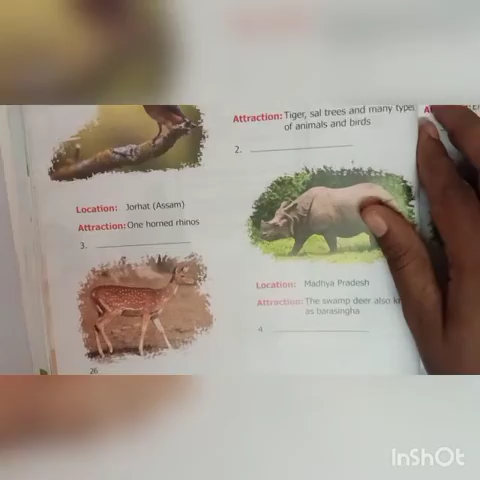 Attraction: Tiger, sal trees and many types
of animals and birds
2.
Location: Jorhat (Assam)
Attraction: One horned rhinos
3.
Location: Madhya Pradesh
Attraction: The swamp deer also
as barasingha
4.
26
InShOt